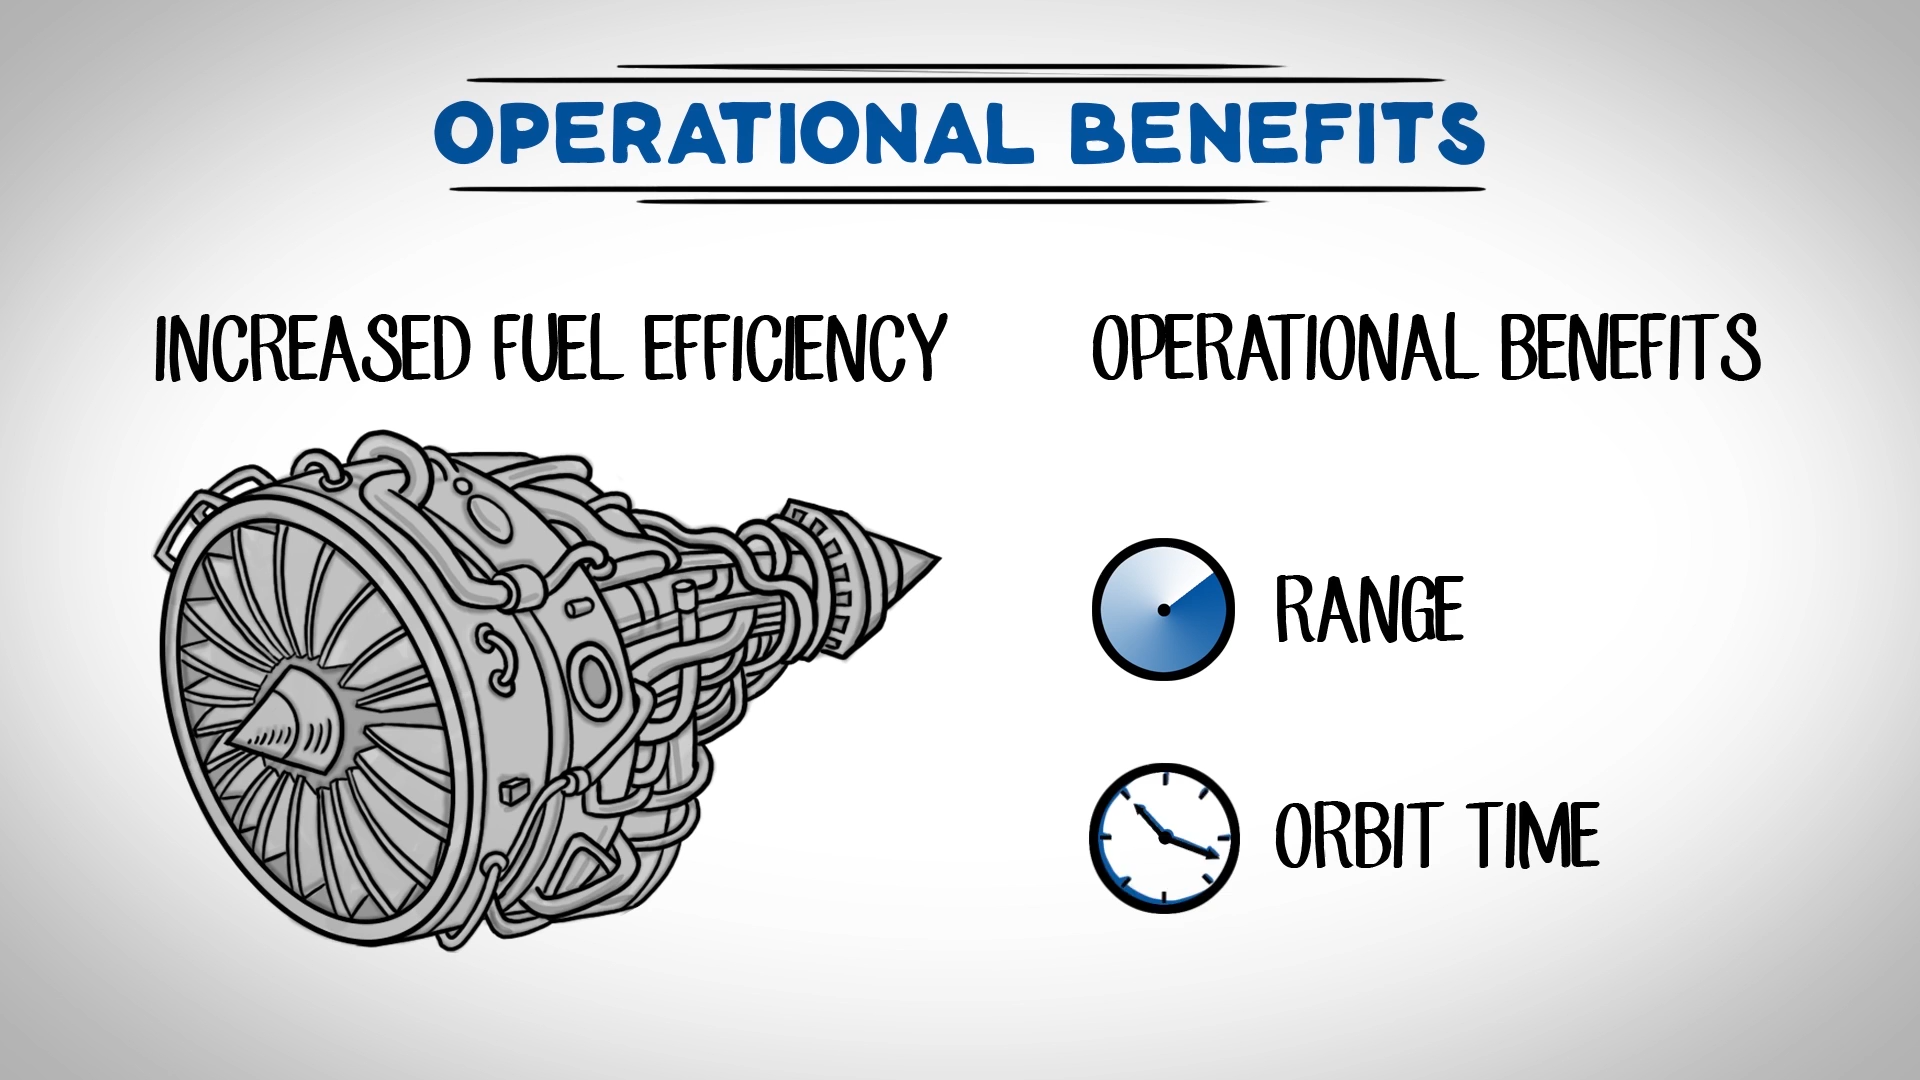 OPERATIONAL BENEFITS
INCREASED FUEL EFFICIENCY
OPERATIONAL BENEFITS
RANGE
ORBIT TIME